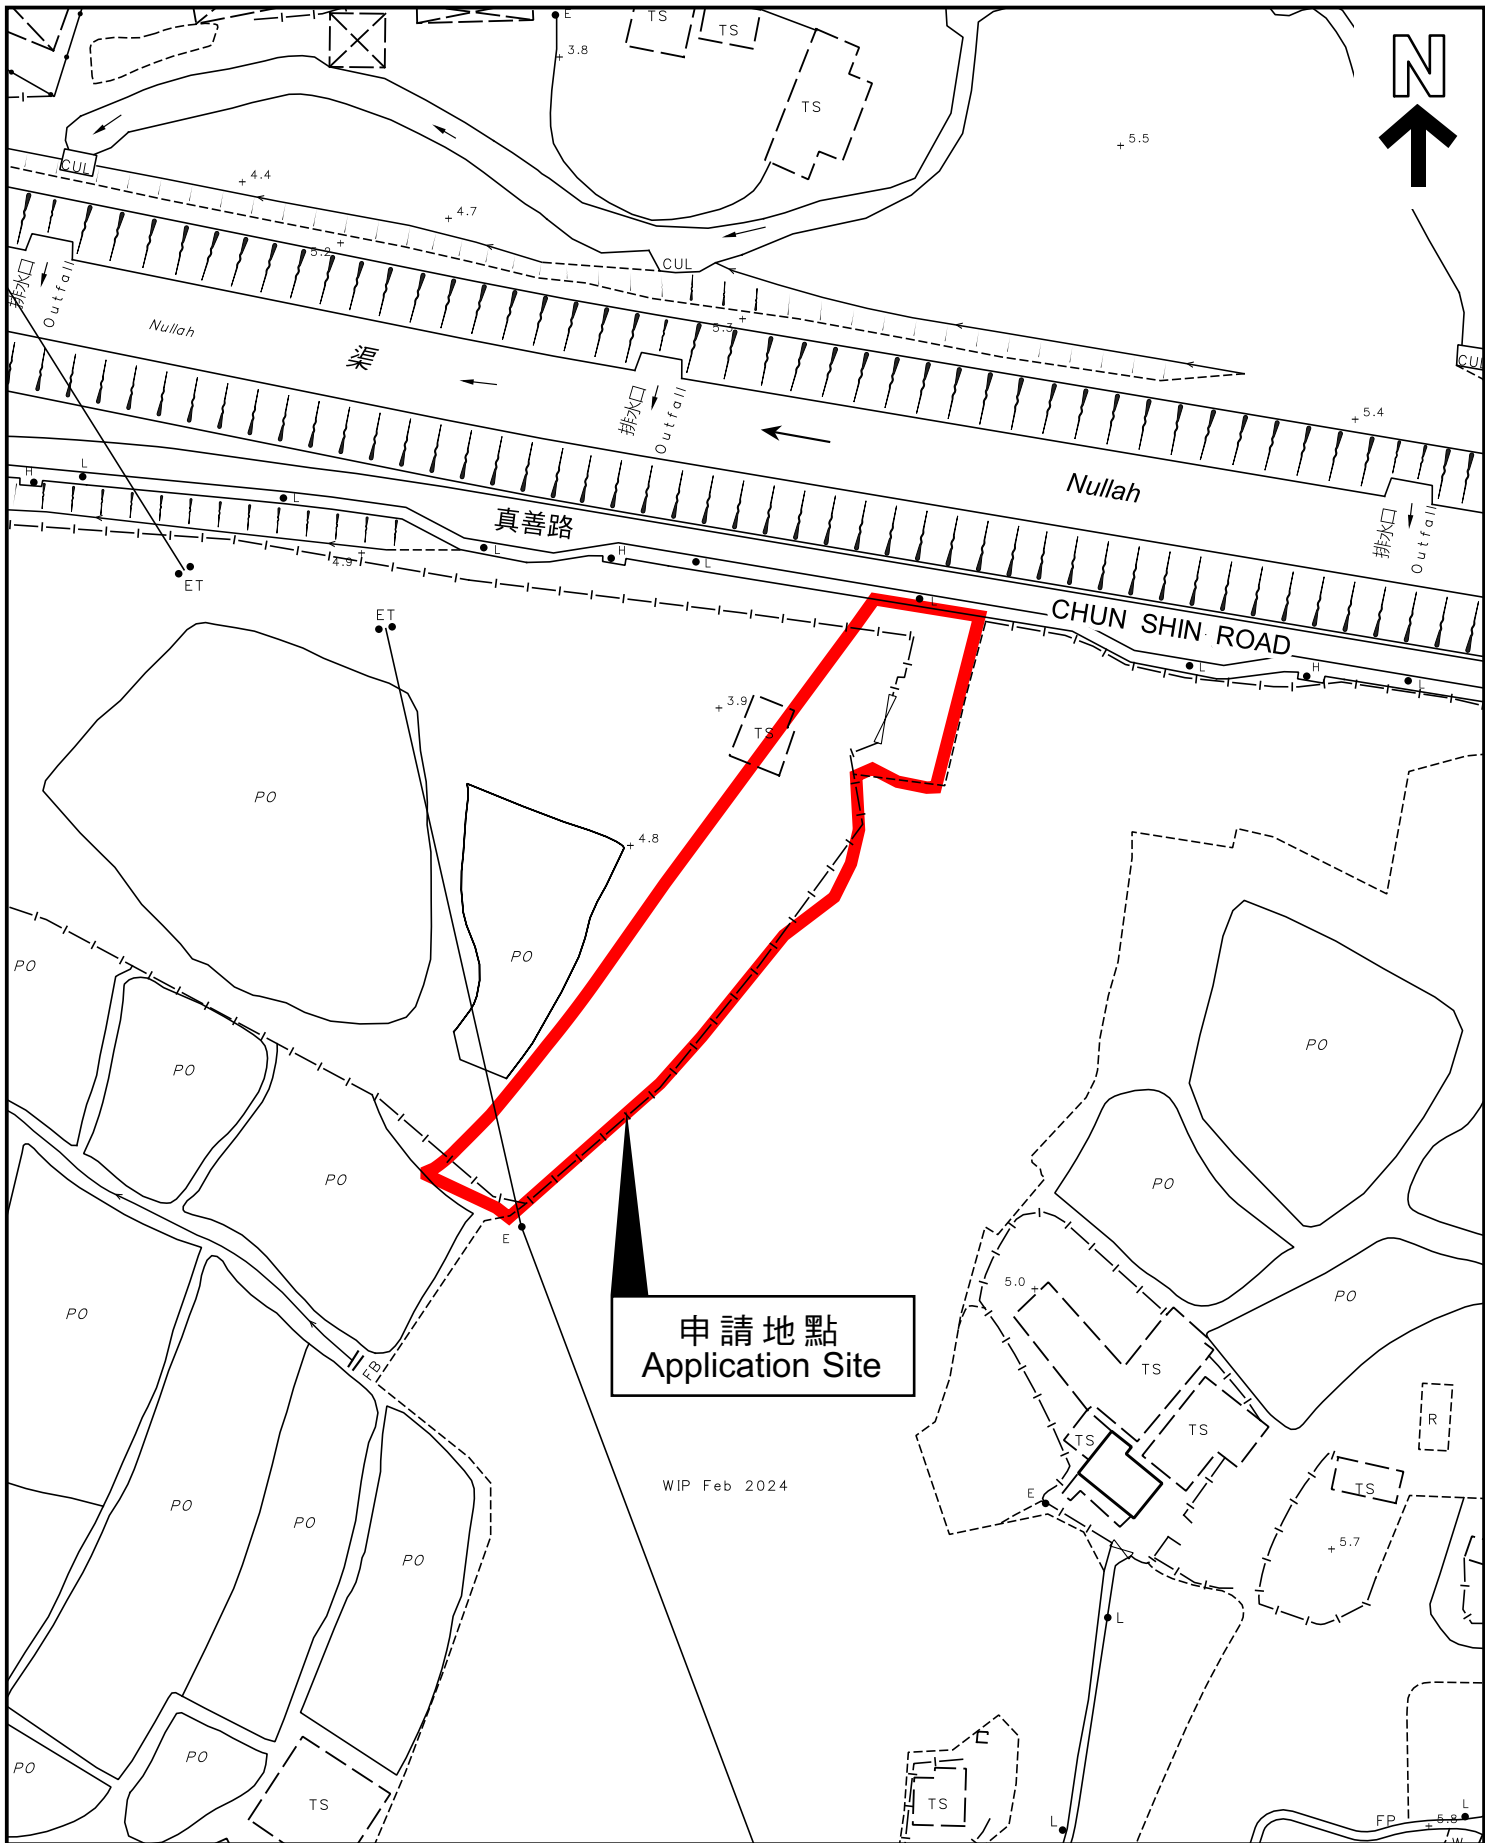 E
TS
TS
3.8
TS
N
5.5
CUL
4.4
4.7
5.2
CUL
排水口
Outfall
Nullah
渠
5.3
CUL
排水口
Outfall
5.4
Nullah
排水口
Outfall
H
L
L
真善路
L
H
L
4.9
ET
ET
L
CHUN SHIN ROAD
L
H
L
3.9
TS
PO
4.8
PO
PO
PO
PO
PO
PO
E
5.0
PO
PO
申請地點
Application Site
FB
TS
TS
TS
R
TS
WIP Feb 2024
E
PO
PO
PO
5.7
L
PO
PO
TS
TS
L
FP
5.8
L
W